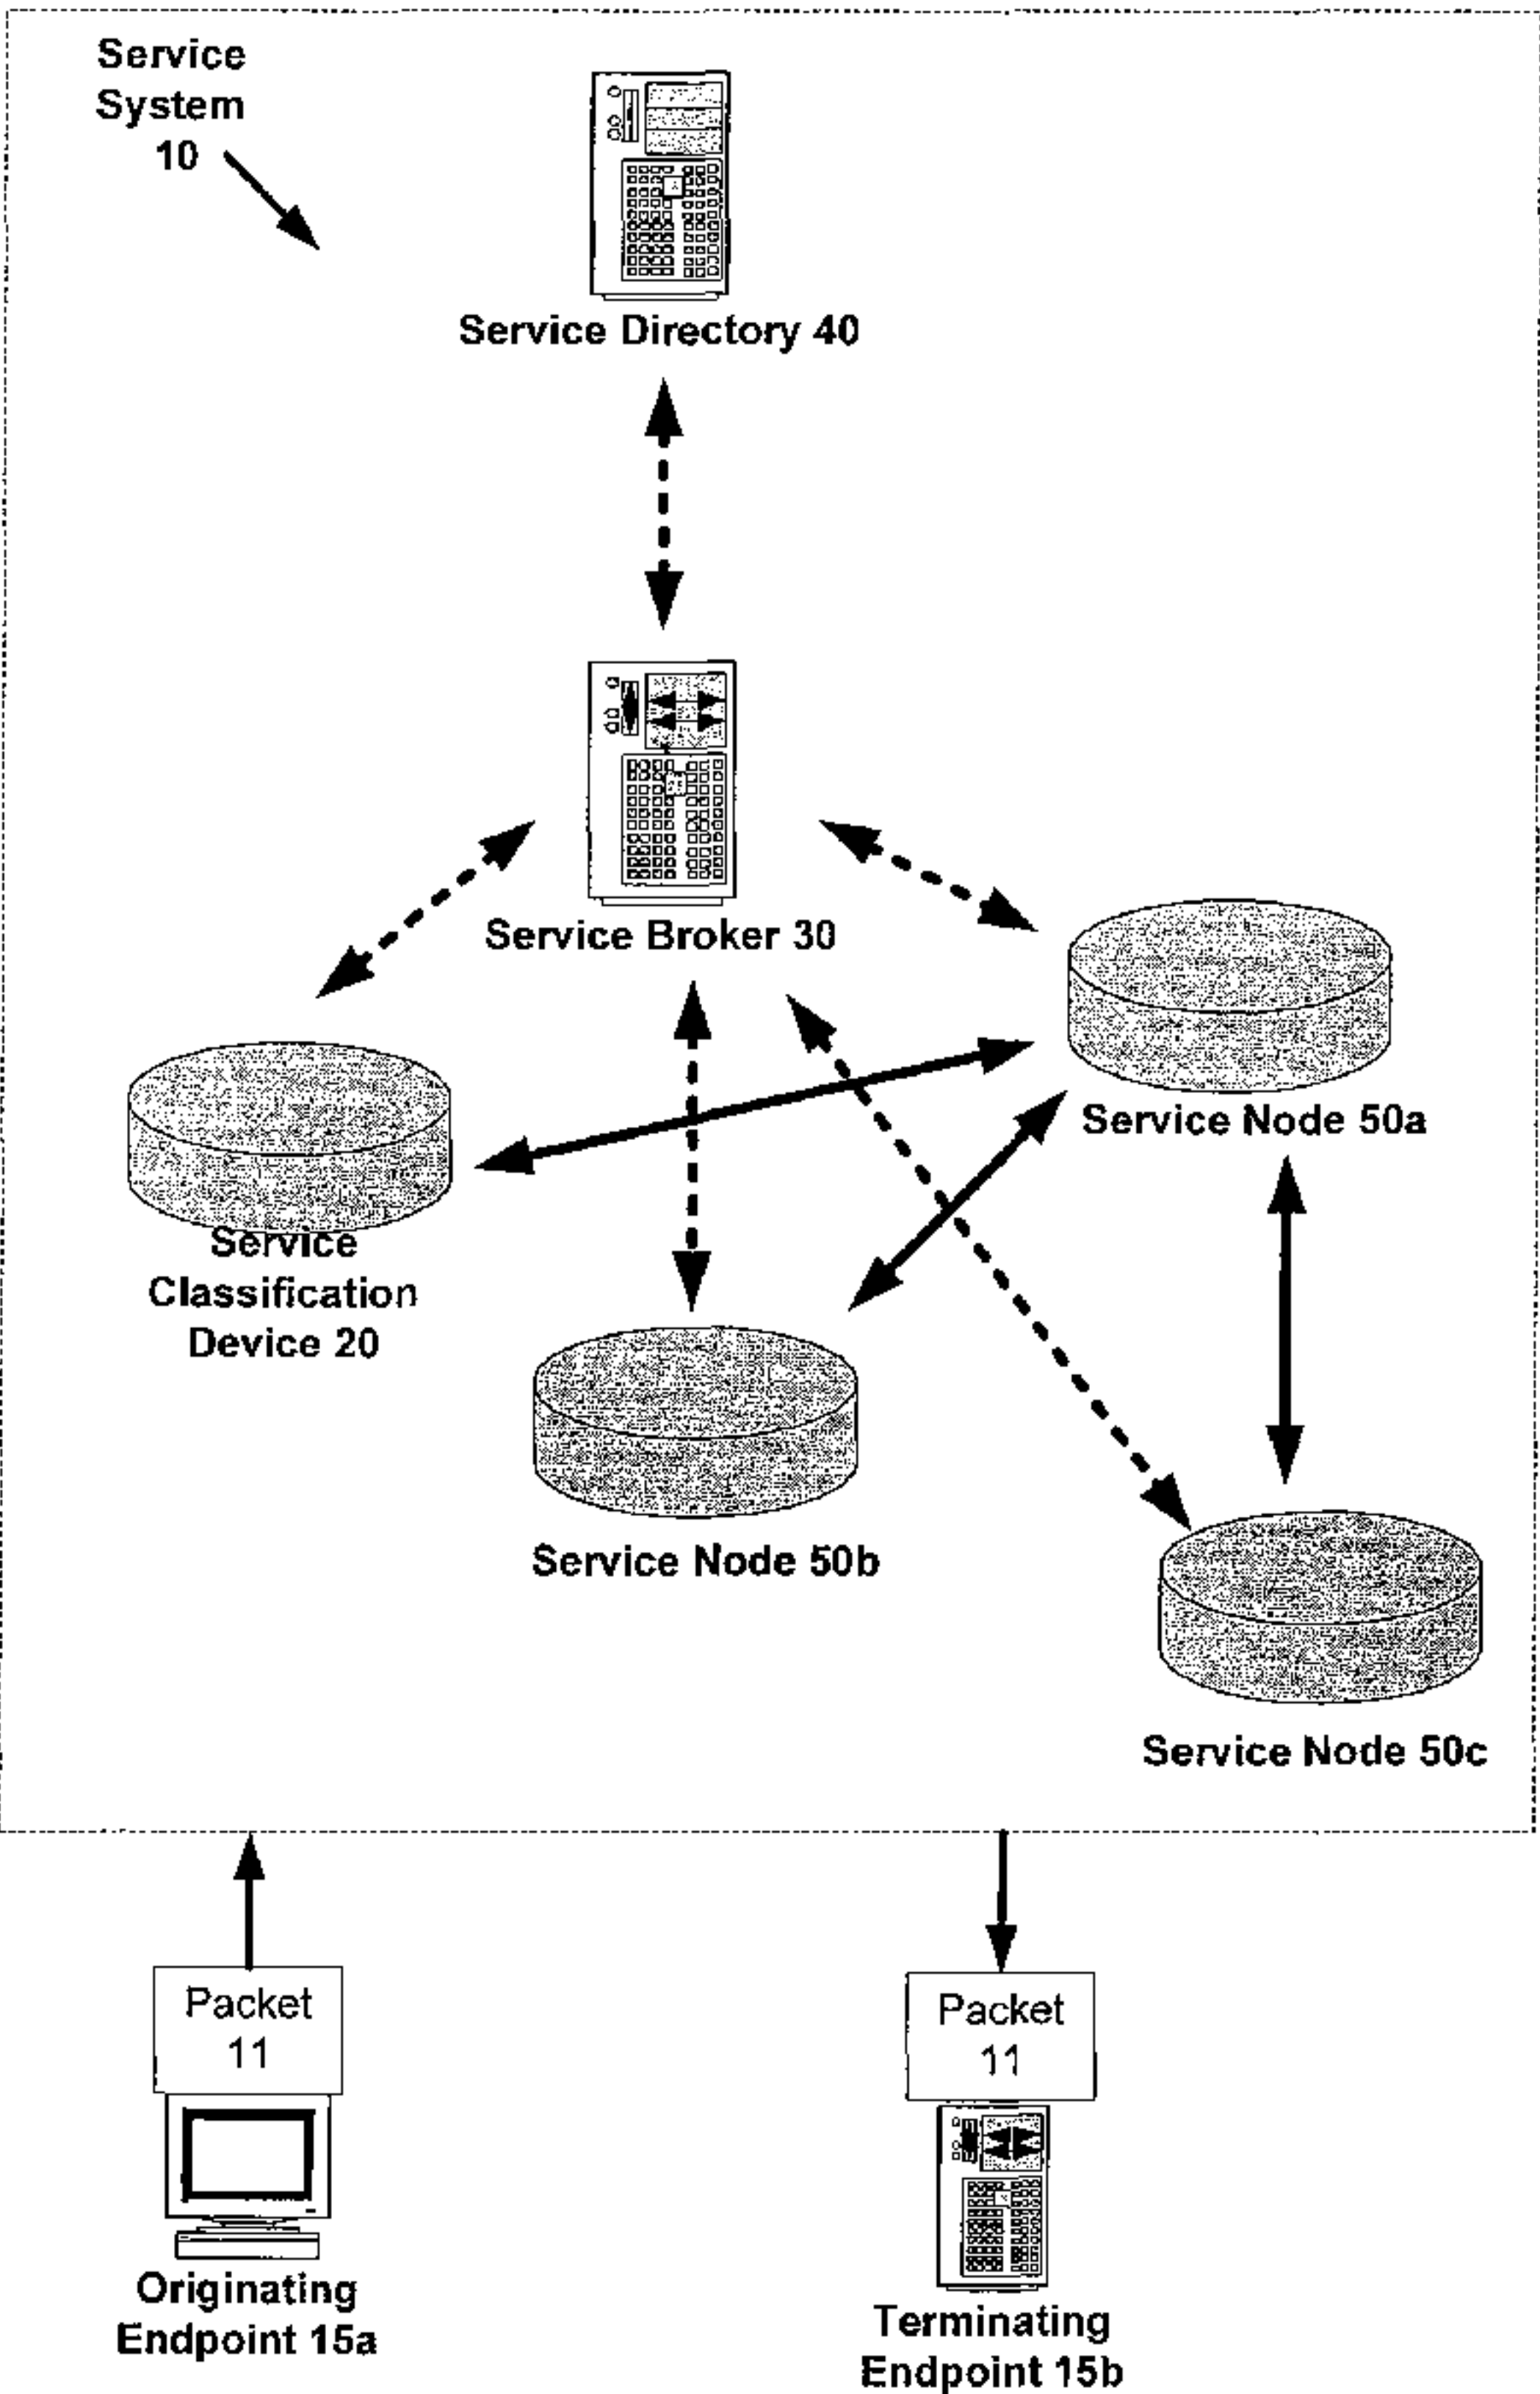 Service
System
10
Service Directory 40
Service Broker 30
Service Node 50a
Service
Classification
Device 20
Service Node 50b
Service Node 50c
Packet
11
Packet
11
Originating
Endpoint 15a
Terminating
Endpoint 15b